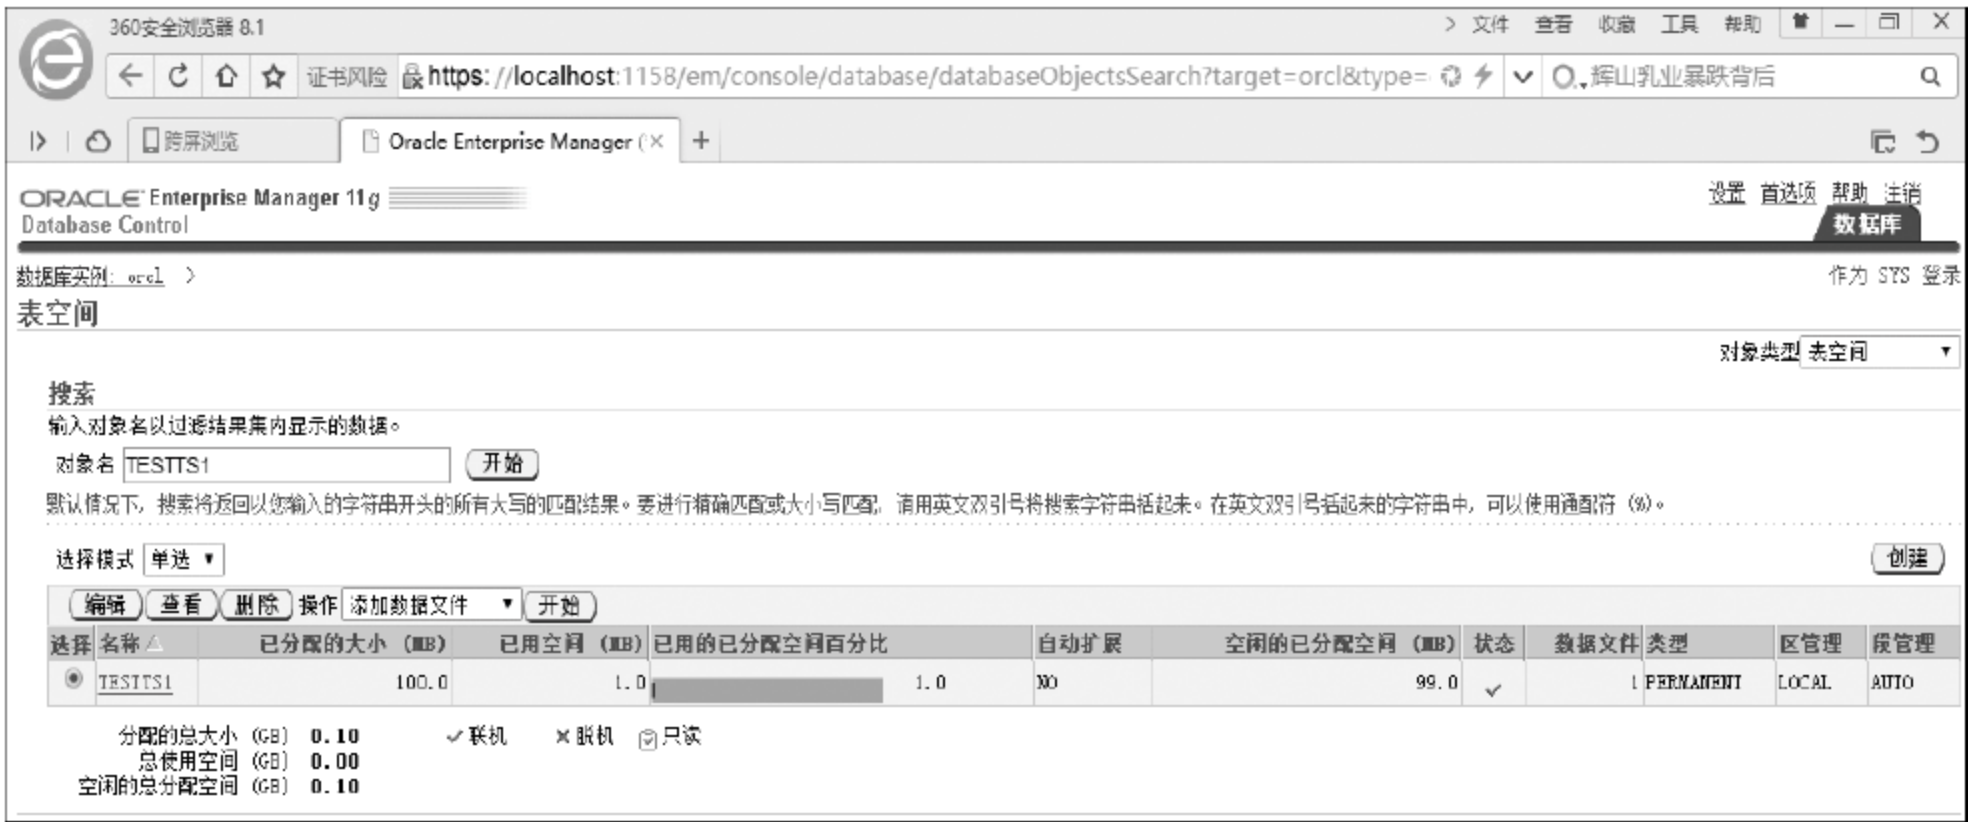 360安全浏览器 8.1 > 文件 查看 收藏 工具 帮助
证书风险 https://localhost:1158/em/console/database/databaseObjectsSearch?target=orcl&type= 辉山乳业暴跌背后
跨屏浏览 Oracle Enterprise Manager ( × +
ORACLE Enterprise Manager 11g 设置 首选项 帮助 注销
Database Control 数据库
数据库实例: orcl > 作为 SYS 登录
表空间
对象类型 表空间
搜索
输入对象名以过滤结果集内显示的数据。
对象名 TESTTS1 开始
默认情况下, 搜索将返回以您输入的字符串开头的所有大写的匹配结果。要进行精确匹配或大小写匹配, 请用英文双引号将搜索字符串括起来。在英文双引号括起来的字符串中, 可以使用通配符 (%)。
选择模式 单选 创建
编辑 查看 删除 操作 添加数据文件 开始
选择 名称 已分配的大小 (MB) 已用空间 (MB) 已用的已分配空间百分比 自动扩展 空闲的已分配空间 (MB) 状态 数据文件 类型 区管理 段管理
TESTTS1 100.0 1.0 1.0 NO 99.0 ✓ 1 PERMANENT LOCAL AUTO
分配的总大小 (GB) 0.10 ✓联机 ×脱机 只读
总使用空间 (GB) 0.00
空闲的总分配空间 (GB) 0.10